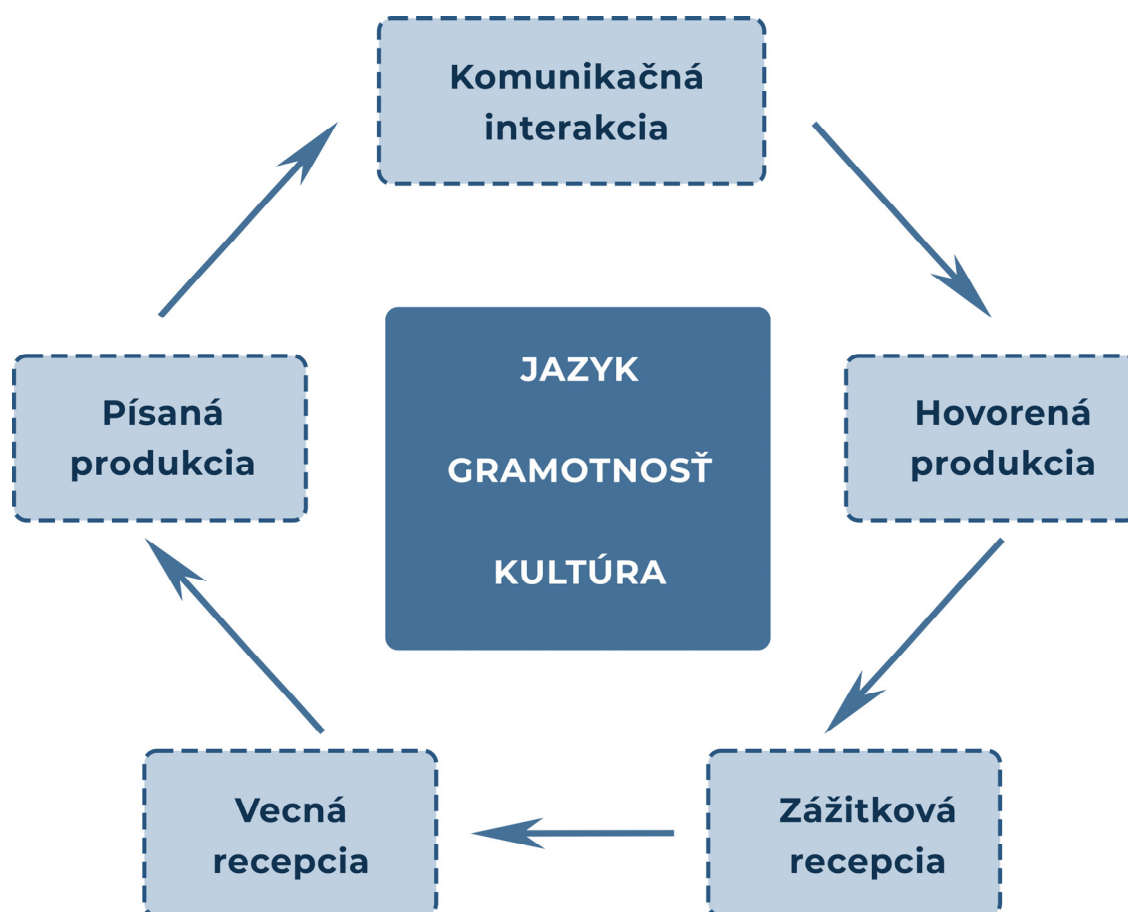 Komunikačná
interakcia
Hovorená
produkcia
Zážitková
recepcia
Vecná
recepcia
Písaná
produkcia
JAZYK
GRAMOTNOSŤ
KULTÚRA